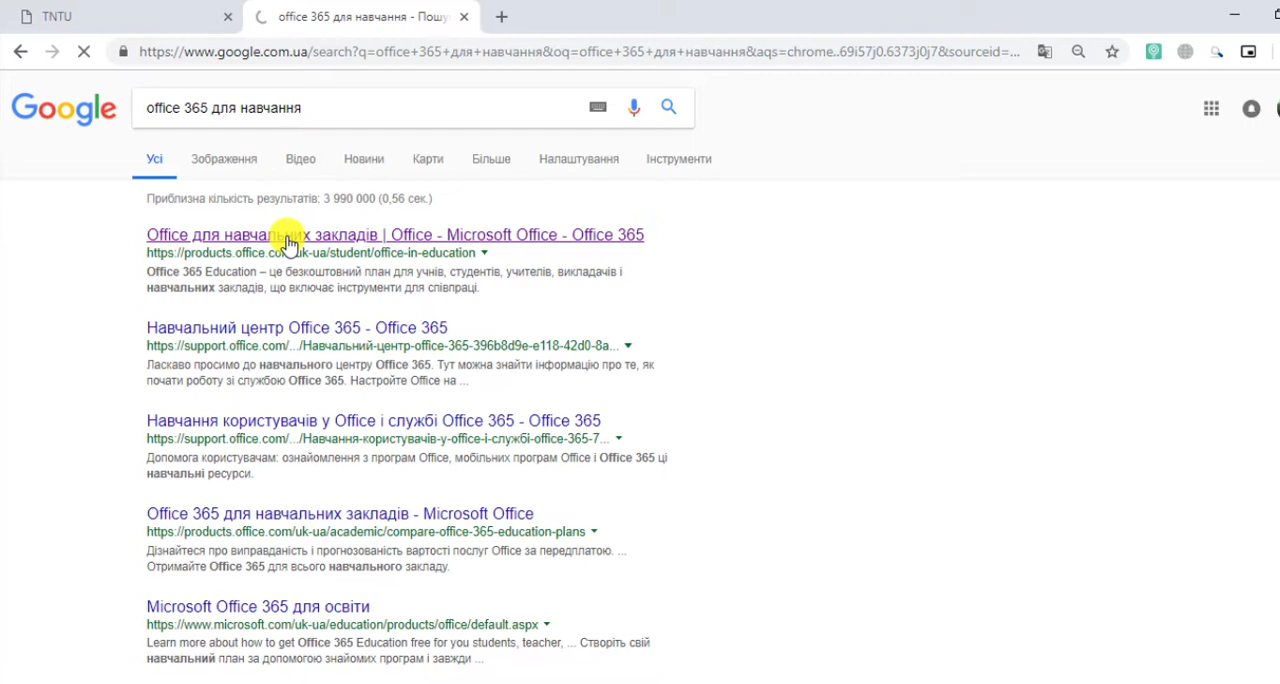 TNTU
office 365 для навчання - Пошу
https://www.google.com.ua/search?q=office+365+для+навчання&oq=office+365+для+навчання&aqs=chrome..69i57j0.6373j0j7&sourceid=...
Google
office 365 для навчання
Усі Зображення Відео Новини Карти Більше Налаштування Інструменти
Приблизна кількість результатів: 3 990 000 (0,56 сек.)
Office для навчальних закладів | Office - Microsoft Office - Office 365
https://products.office.com/uk-ua/student/office-in-education
Office 365 Education – це безкоштовний план для учнів, студентів, учителів, викладачів і
навчальних закладів, що включає інструменти для співпраці.
Навчальний центр Office 365 - Office 365
https://support.office.com/.../Навчальний-центр-office-365-396b8d9e-e118-42d0-8a...
Ласкаво просимо до навчального центру Office 365. Тут можна знайти інформацію про те, як
почати роботу зі службою Office 365. Настройте Office на ...
Навчання користувачів у Office і службі Office 365 - Office 365
https://support.office.com/.../Навчання-користувачів-у-office-і-службі-office-365-7...
Допомога користувачам: ознайомлення з програм Office, мобільних програм Office і Office 365 ці
навчальні ресурси.
Office 365 для навчальних закладів - Microsoft Office
https://products.office.com/uk-ua/academic/compare-office-365-education-plans
Дізнайтеся про виправданість і прогнозованість вартості послуг Office за передплатою. ...
Отримайте Office 365 для всього навчального закладу.
Microsoft Office 365 для освіти
https://www.microsoft.com/uk-ua/education/products/office/default.aspx
Learn more about how to get Office 365 Education free for you students, teacher, ... Створіть свій
навчальний план за допомогою знайомих програм і завжди ...